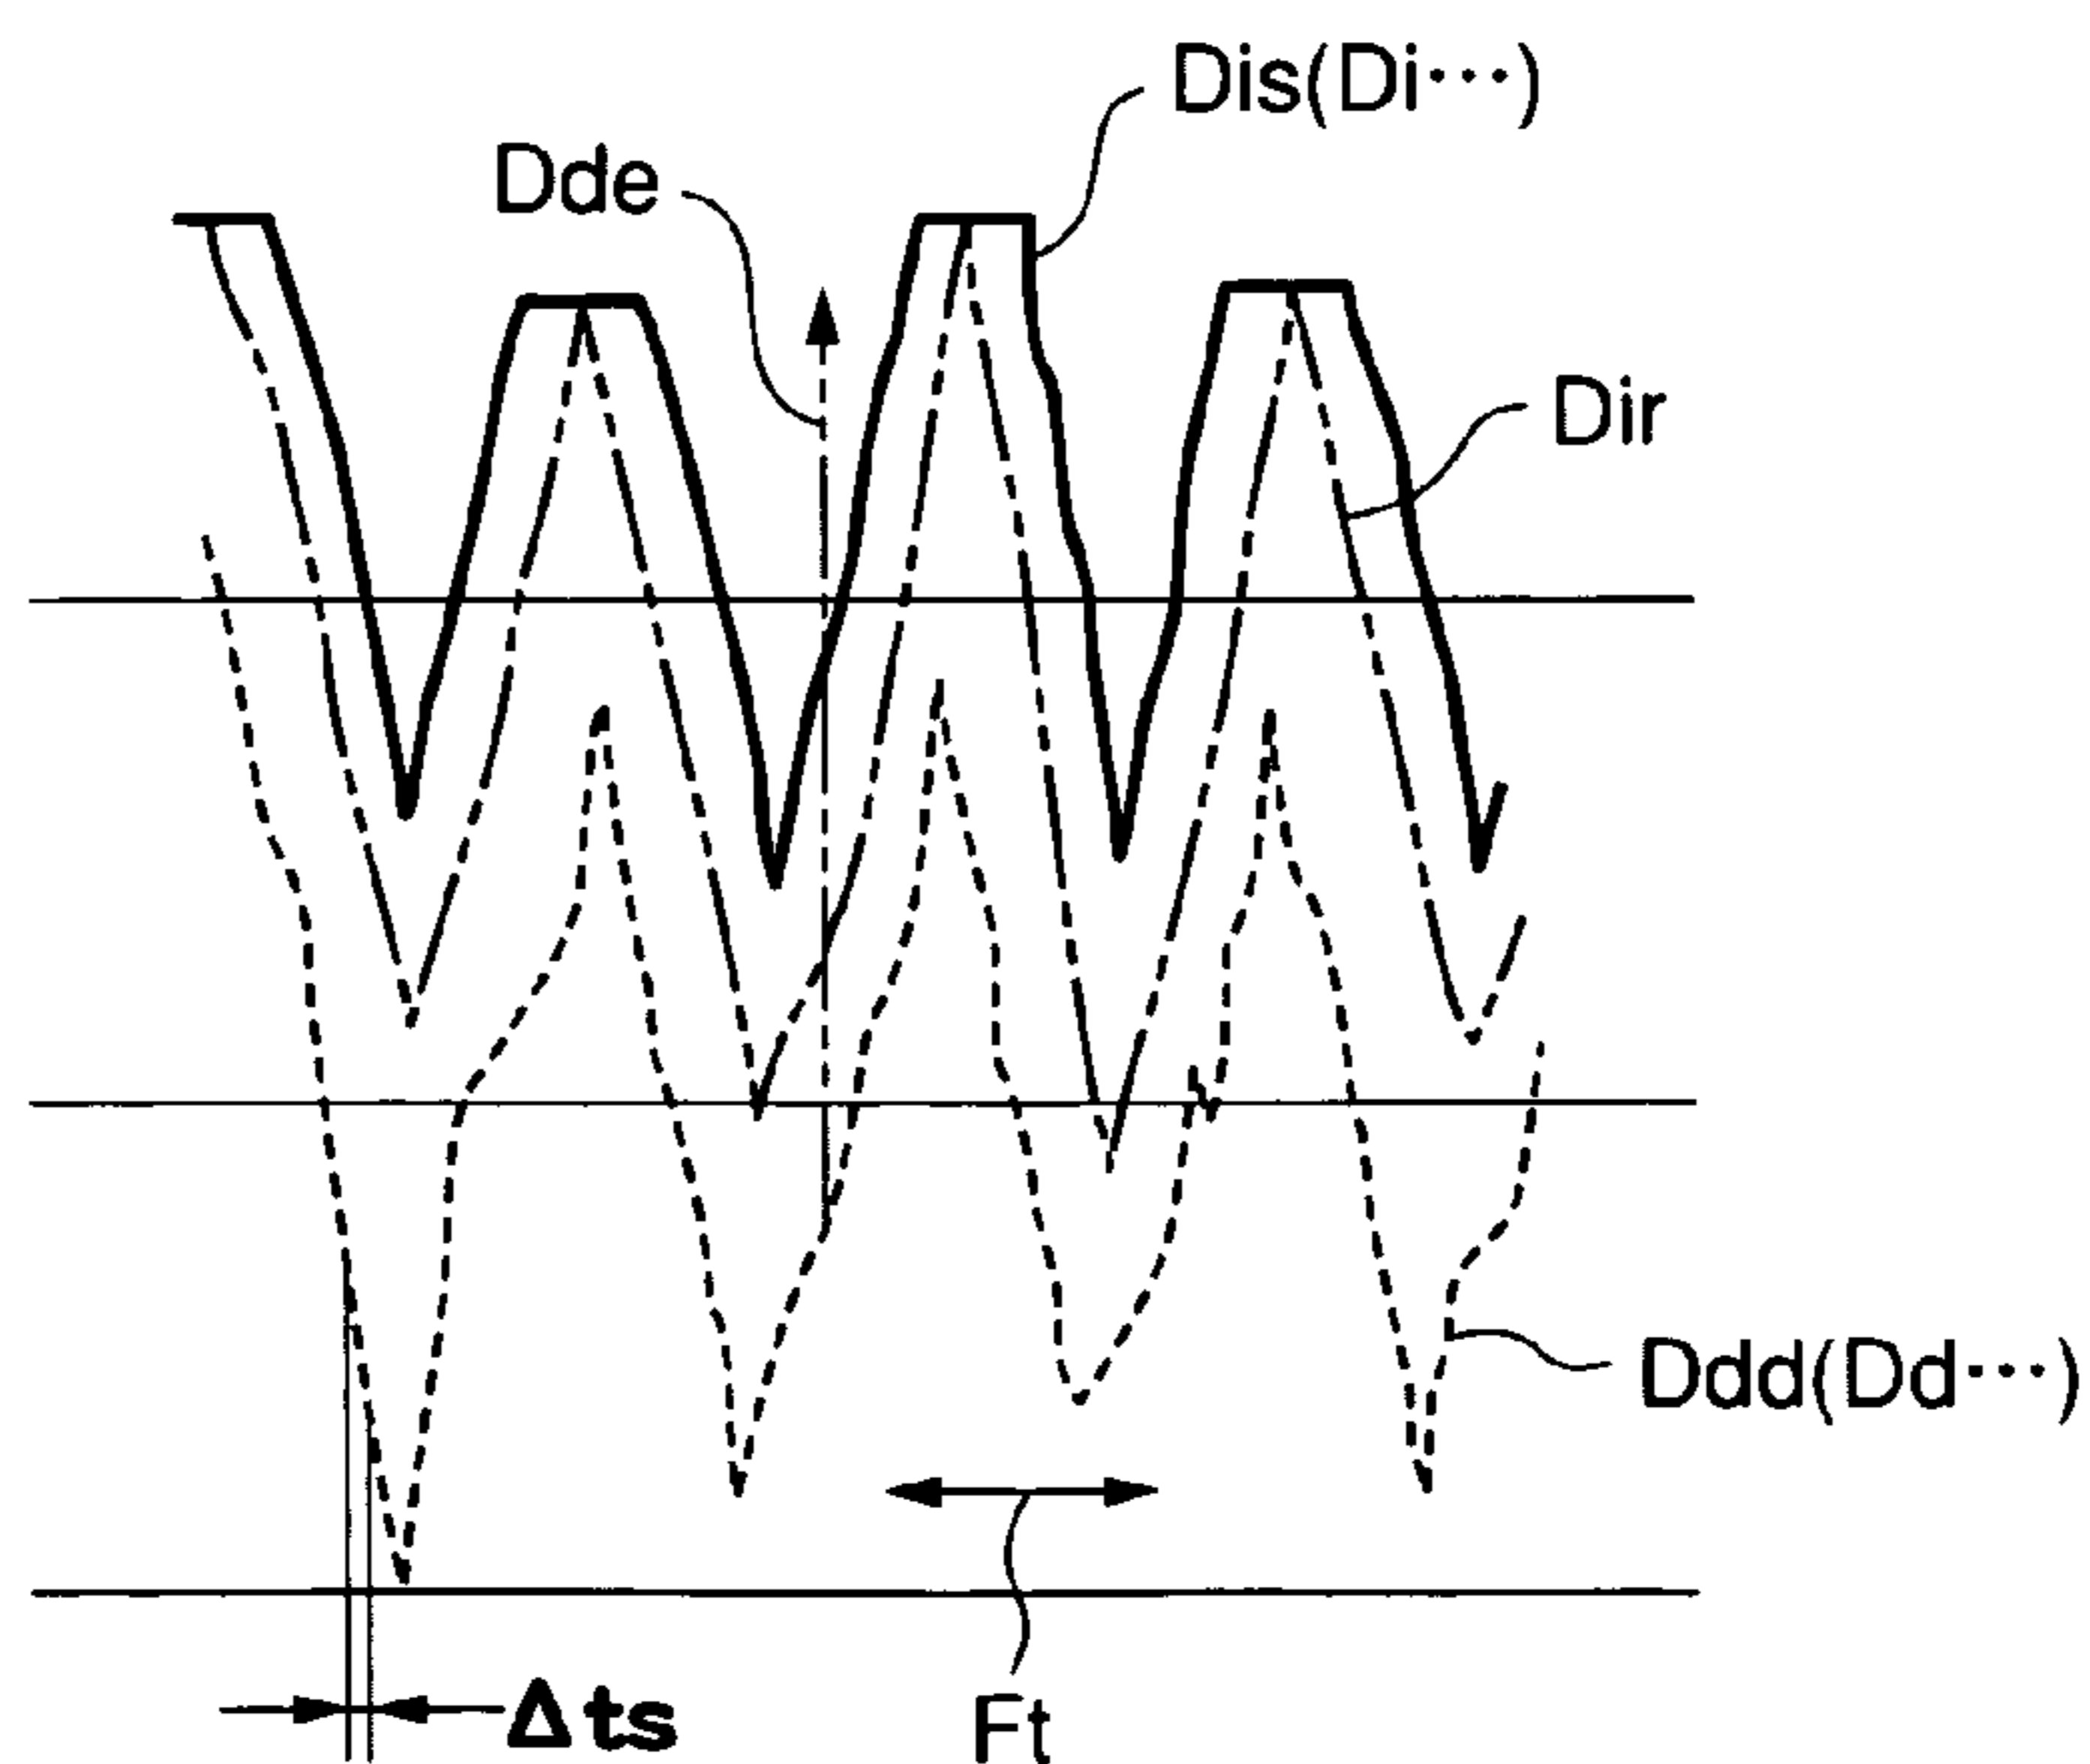 Dis(Di···)
Dde
Dir
Ddd(Dd···)
Δts
Ft